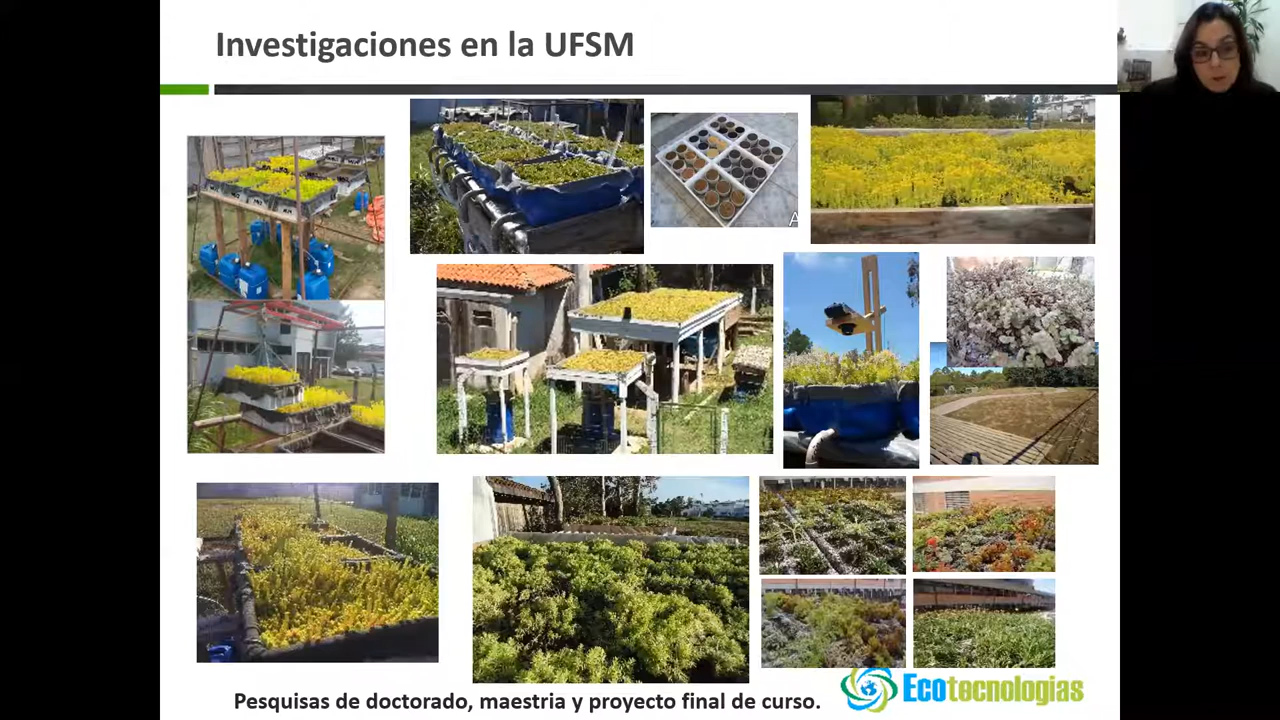 Investigaciones en la UFSM
A
Pesquisas de doctorado, maestria y proyecto final de curso.
Ecotecnologias